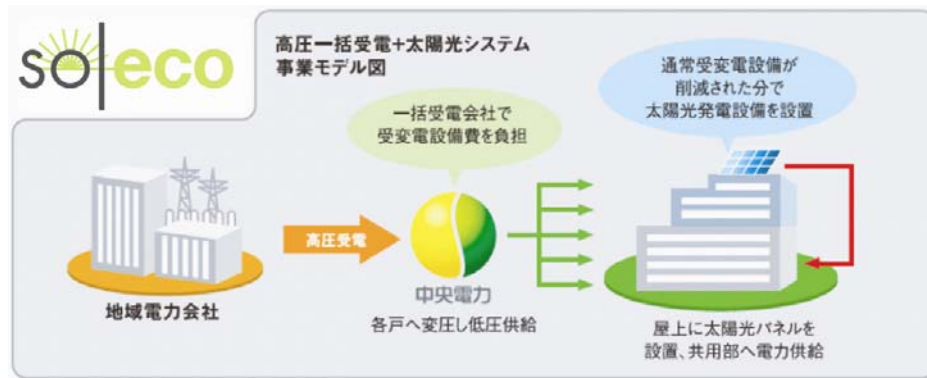 soleco
高圧一括受電+太陽光システム
事業モデル図
一括受電会社で
受変電設備費を負担
通常受変電設備が
削減された分で
太陽光発電設備を設置
高圧受電
地域電力会社
中央電力
各戸へ変圧し低圧供給
屋上に太陽光パネルを
設置、共用部へ電力供給